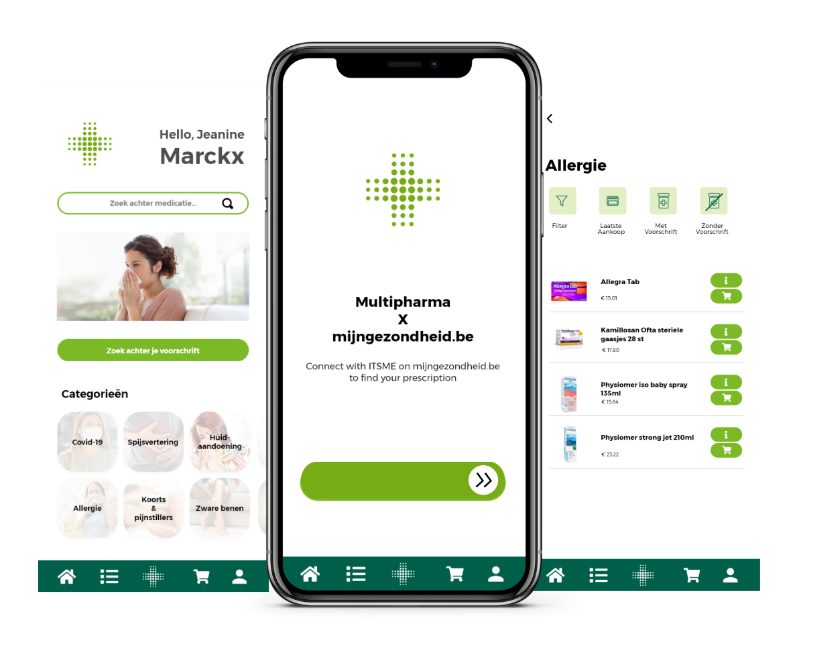 Hello, Jeanine
Marckx
Zoek achter medicatie..
Zoek achter je voorschrift
Categorieën
Covid-19
Spijsvertering
Huid-
aandoening
Allergie
Koorts
&
pijnstillers
Zware benen
Multipharma
X
mijngezondheid.be
Connect with ITSME on mijngezondheid.be
to find your prescription
Allergie
Filter
Laatste
Aankoop
Met
Voorschrift
Zonder
Voorschrift
Allegra Tab
€ 15.01
Kamillosan Ofta steriele
gaasjes 28 st
€ 17.80
Physiomer iso baby spray
135ml
€ 15.64
Physiomer strong jet 210ml
€ 23.22